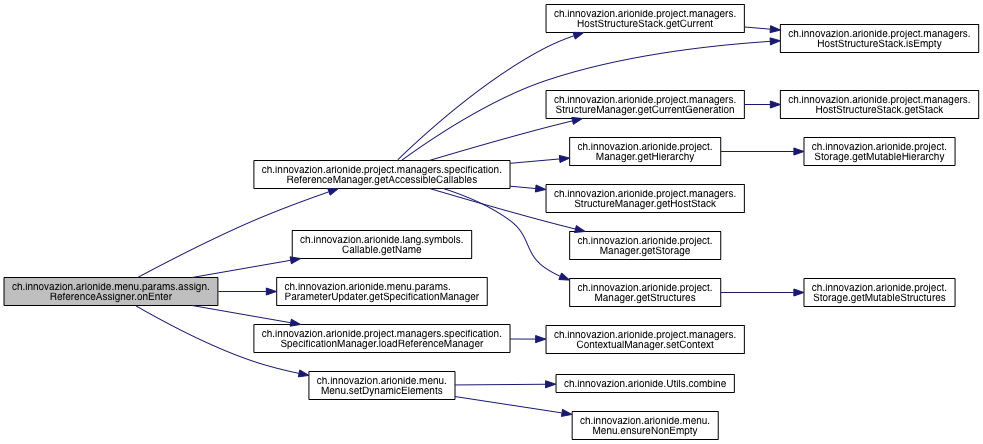 ch.innovazion.arionide.menu.params.assign.
ReferenceAssigner.onEnter
ch.innovazion.arionide.project.managers.specification.
ReferenceManager.getAccessibleCallables
ch.innovazion.arionide.lang.symbols.
Callable.getName
ch.innovazion.arionide.menu.params.
ParameterUpdater.getSpecificationManager
ch.innovazion.arionide.project.managers.specification.
SpecificationManager.loadReferenceManager
ch.innovazion.arionide.menu.
Menu.setDynamicElements
ch.innovazion.arionide.project.managers.
HostStructureStack.getCurrent
ch.innovazion.arionide.project.managers.
StructureManager.getCurrentGeneration
ch.innovazion.arionide.project.
Manager.getHierarchy
ch.innovazion.arionide.project.managers.
StructureManager.getHostStack
ch.innovazion.arionide.project.
Manager.getStorage
ch.innovazion.arionide.project.
Manager.getStructures
ch.innovazion.arionide.project.managers.
ContextualManager.setContext
ch.innovazion.arionide.Utils.combine
ch.innovazion.arionide.menu.
Menu.ensureNonEmpty
ch.innovazion.arionide.project.managers.
HostStructureStack.isEmpty
ch.innovazion.arionide.project.managers.
HostStructureStack.getStack
ch.innovazion.arionide.project.
Storage.getMutableHierarchy
ch.innovazion.arionide.project.
Storage.getMutableStructures